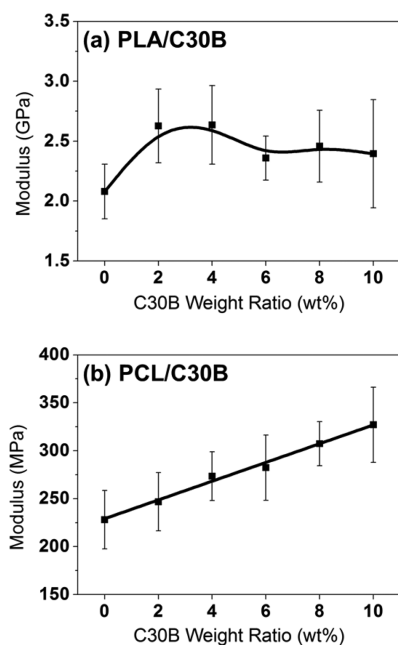 (a) PLA/C30B
3.0
2.5
2.0
1.5
Modulus (GPa)
0 2 4 6 8 10
C30B Weight Ratio (wt%)
(b) PCL/C30B
400
350
300
250
200
150
Modulus (MPa)
0 2 4 6 8 10
C30B Weight Ratio (wt%)